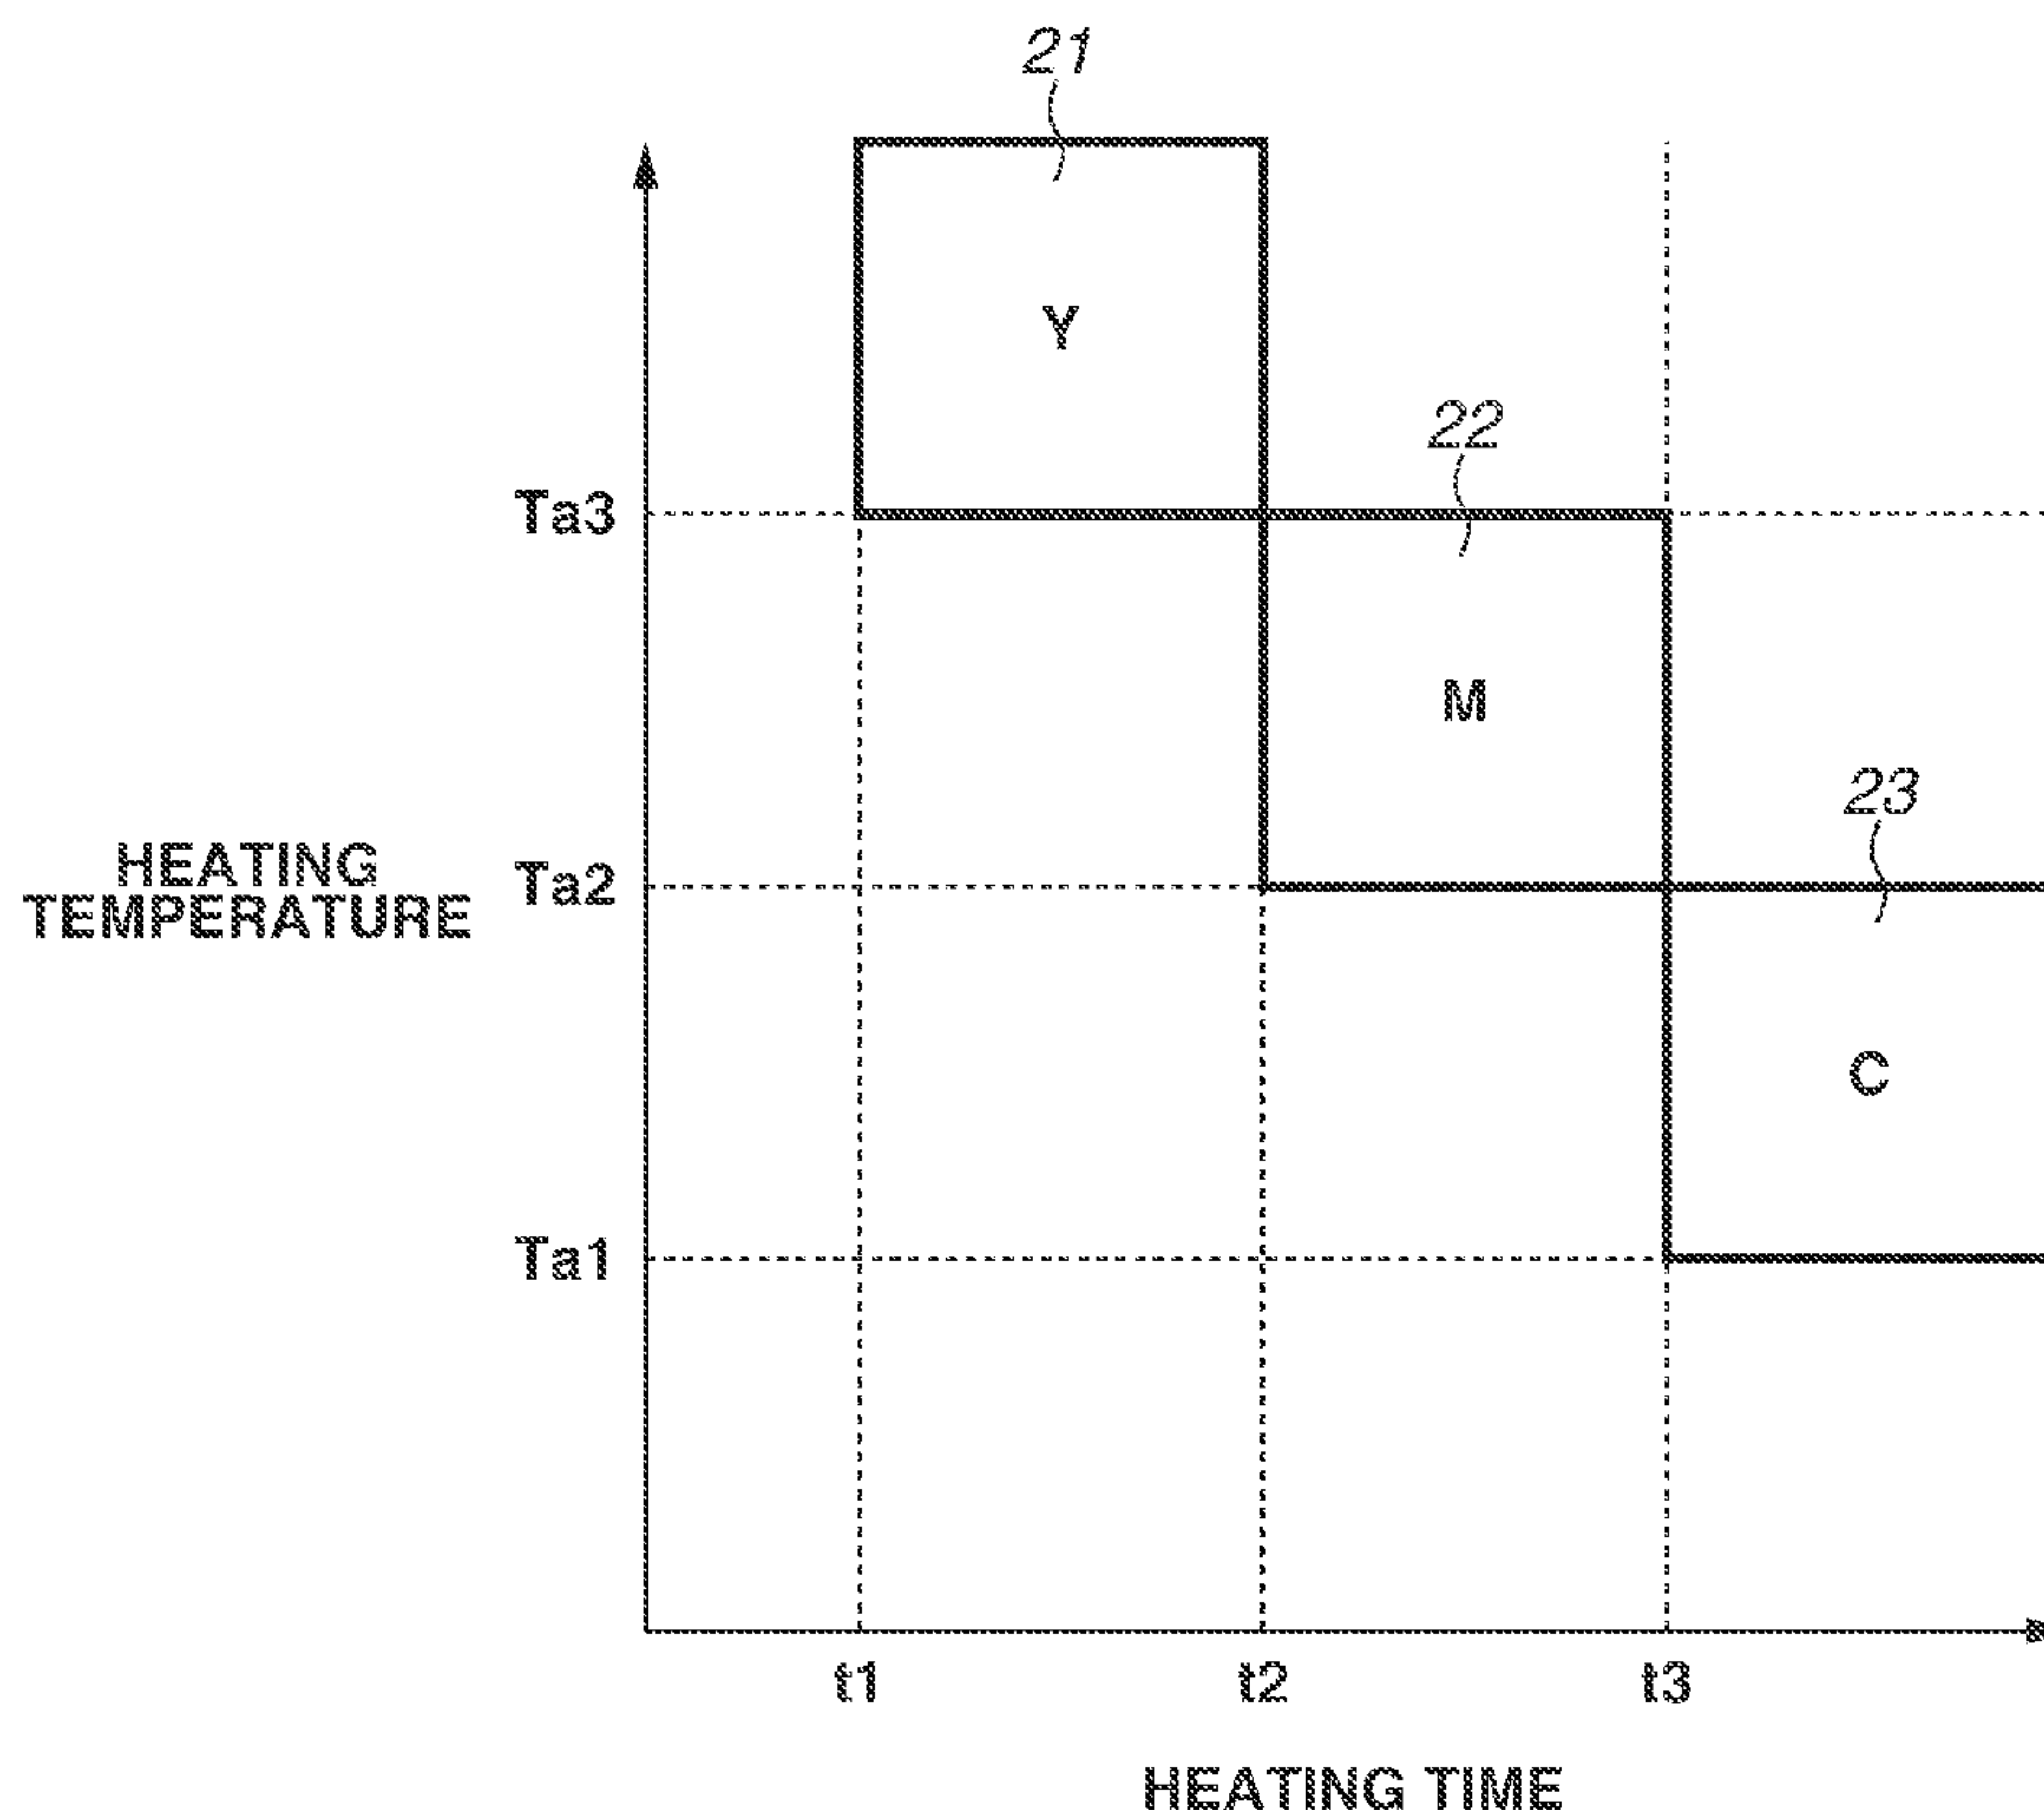 21
Y
22
Ta3
M
23
HEATING
TEMPERATURE
Ta2
C
Ta1
t1 t2 t3
HEATING TIME